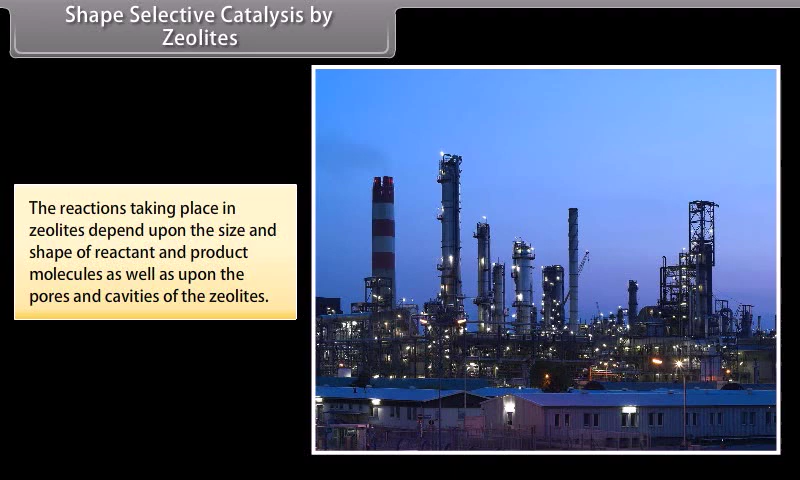 Shape Selective Catalysis by
Zeolites
The reactions taking place in
zeolites depend upon the size and
shape of reactant and product
molecules as well as upon the
pores and cavities of the zeolites.